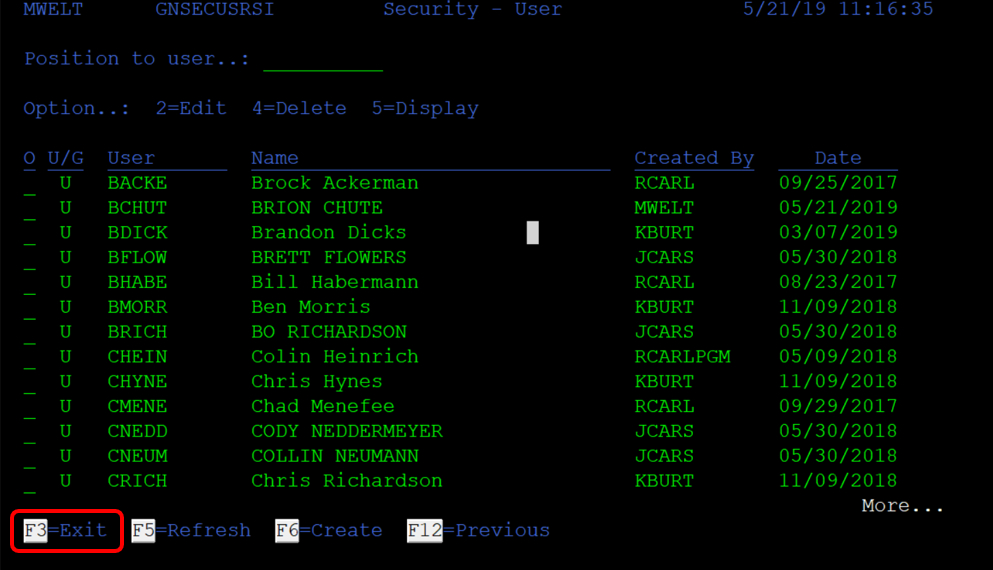 MWELT GNSECUSRSI Security - User 5/21/19 11:16:35
Position to user..: __________
Option..: 2=Edit 4=Delete 5=Display
O U/G User Name Created By Date
_ U BACKE Brock Ackerman RCARL 09/25/2017
_ U BCHUT BRION CHUTE MWELT 05/21/2019
_ U BDICK Brandon Dicks KBURT 03/07/2019
_ U BFLOW BRETT FLOWERS JCARS 05/30/2018
_ U BHABE Bill Habermann RCARL 08/23/2017
_ U BMORR Ben Morris KBURT 11/09/2018
_ U BRICH BO RICHARDSON JCARS 05/30/2018
_ U CHEIN Colin Heinrich RCARLPGM 05/09/2018
_ U CHYNE Chris Hynes KBURT 11/09/2018
_ U CMENE Chad Menefee RCARL 09/29/2017
_ U CNEDD CODY NEDDERMEYER JCARS 05/30/2018
_ U CNEUM COLLIN NEUMANN JCARS 05/30/2018
_ U CRICH Chris Richardson KBURT 11/09/2018
More...
F3=Exit F5=Refresh F6=Create F12=Previous